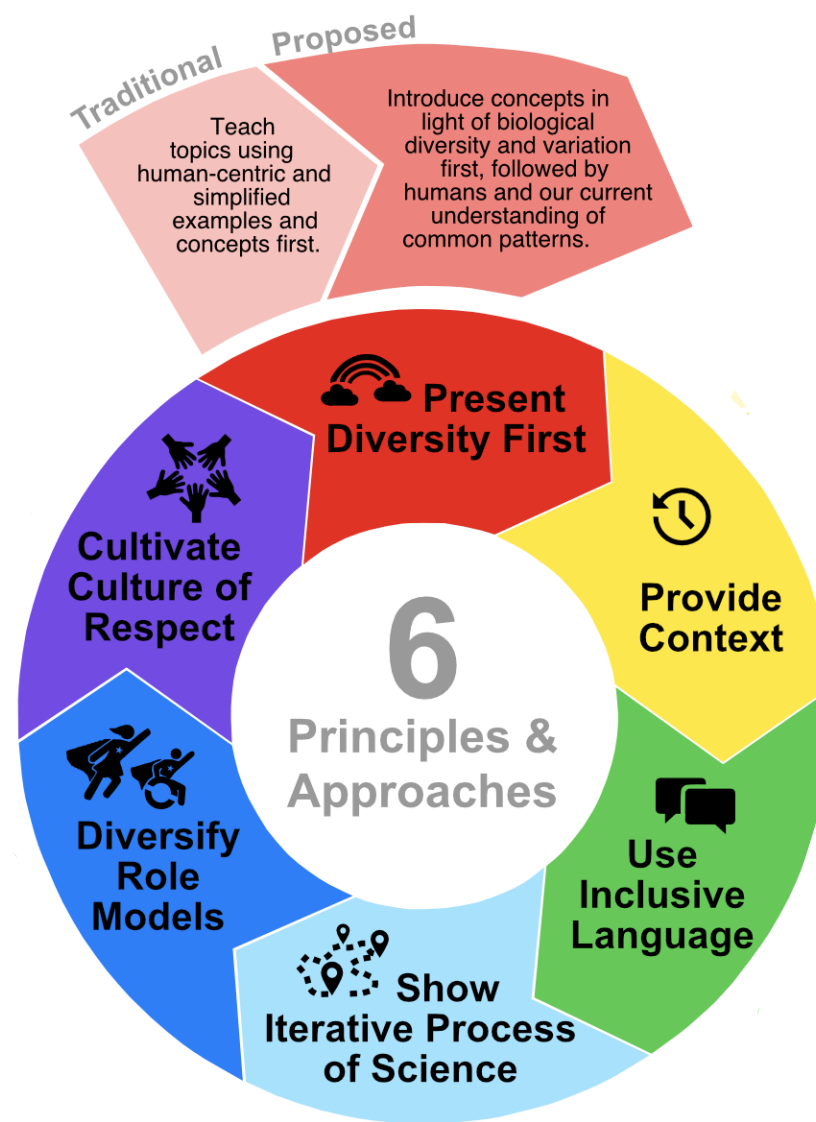 Traditional
Proposed
Teach
topics using
human-centric and
simplified
examples and
concepts first.
Introduce concepts in
light of biological
diversity and variation
first, followed by
humans and our current
understanding of
common patterns.
Present
Diversity First
Provide
Context
Use
Inclusive
Language
Show
Iterative Process
of Science
Diversify
Role
Models
Cultivate
Culture of
Respect
6
Principles &
Approaches